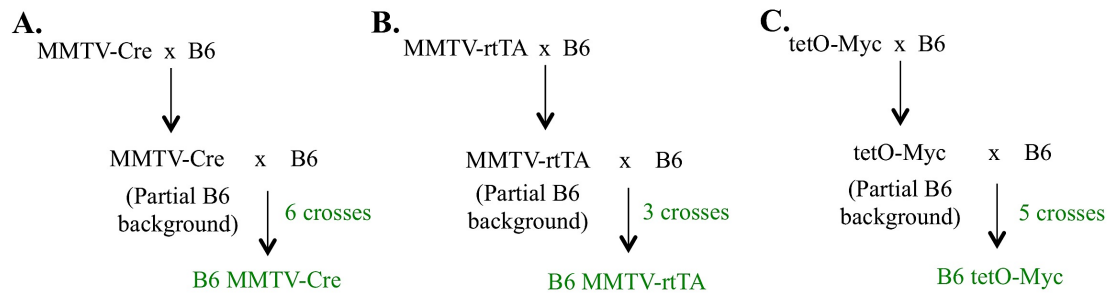 A.
MMTV-Cre x B6
MMTV-Cre x B6
(Partial B6
background)
6 crosses
B6 MMTV-Cre
B.
MMTV-rtTA x B6
MMTV-rtTA x B6
(Partial B6
background)
3 crosses
B6 MMTV-rtTA
C.
tetO-Myc x B6
tetO-Myc x B6
(Partial B6
background)
5 crosses
B6 tetO-Myc